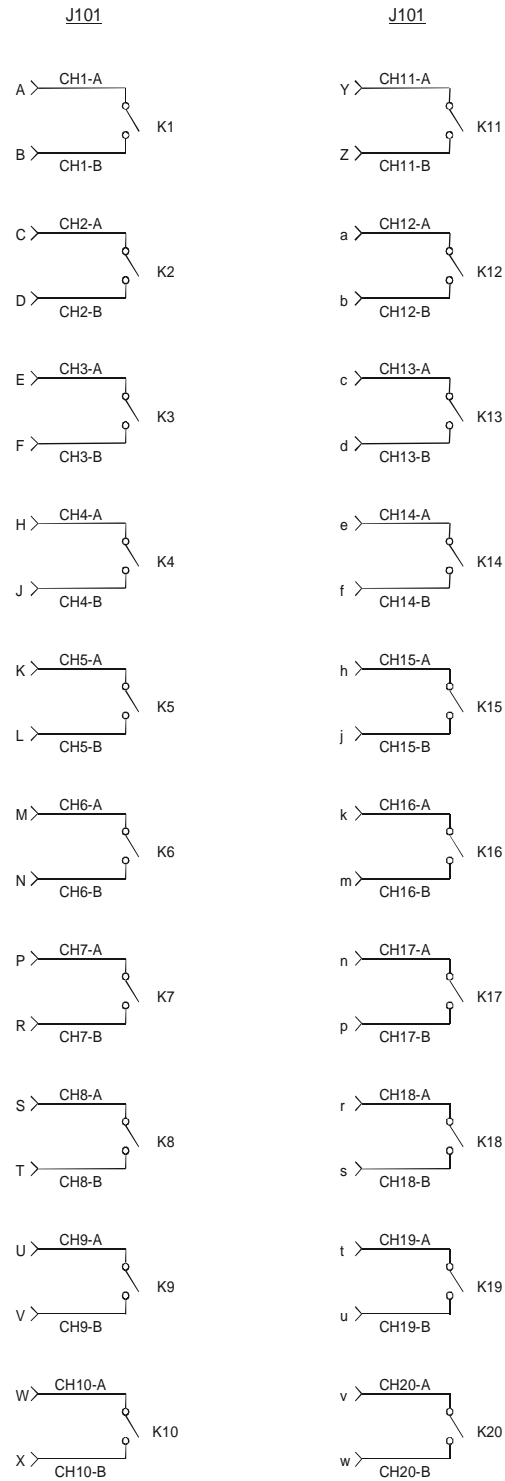 J101
CH1-A
A
K1
B
CH1-B
CH2-A
C
K2
D
CH2-B
CH3-A
E
K3
F
CH3-B
CH4-A
H
K4
J
CH4-B
CH5-A
K
K5
L
CH5-B
CH6-A
M
K6
N
CH6-B
CH7-A
P
K7
R
CH7-B
CH8-A
S
K8
T
CH8-B
CH9-A
U
K9
V
CH9-B
CH10-A
W
K10
X
CH10-B
J101
CH11-A
Y
K11
Z
CH11-B
CH12-A
a
K12
b
CH12-B
CH13-A
c
K13
d
CH13-B
CH14-A
e
K14
f
CH14-B
CH15-A
h
K15
j
CH15-B
CH16-A
k
K16
m
CH16-B
CH17-A
n
K17
p
CH17-B
CH18-A
r
K18
s
CH18-B
CH19-A
t
K19
u
CH19-B
CH20-A
v
K20
w
CH20-B